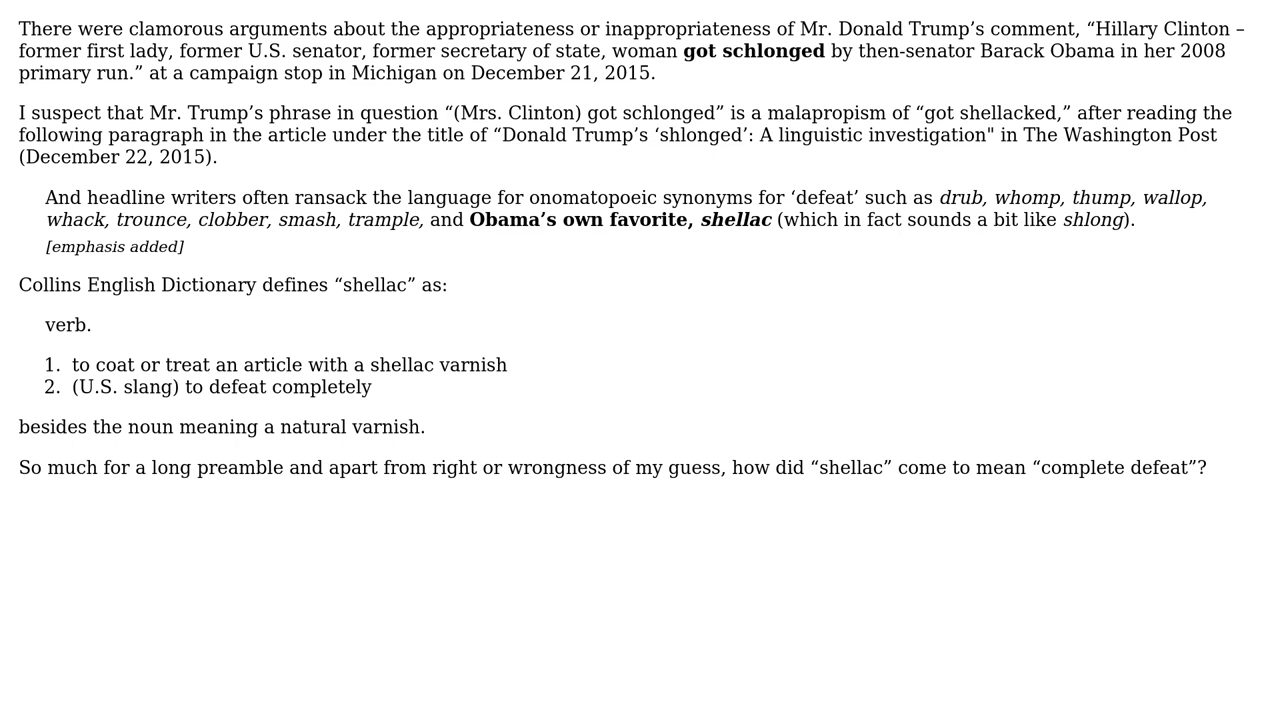 There were clamorous arguments about the appropriateness or inappropriateness of Mr. Donald Trump’s comment, “Hillary Clinton –
former first lady, former U.S. senator, former secretary of state, woman got schlonged by then-senator Barack Obama in her 2008
primary run.” at a campaign stop in Michigan on December 21, 2015.
I suspect that Mr. Trump’s phrase in question “(Mrs. Clinton) got schlonged” is a malapropism of “got shellacked,” after reading the
following paragraph in the article under the title of “Donald Trump’s ‘shlonged’: A linguistic investigation" in The Washington Post
(December 22, 2015).
And headline writers often ransack the language for onomatopoeic synonyms for ‘defeat’ such as drub, whomp, thump, wallop,
whack, trounce, clobber, smash, trample, and Obama’s own favorite, shellac (which in fact sounds a bit like shlong).
[emphasis added]
Collins English Dictionary defines “shellac” as:
verb.
1. to coat or treat an article with a shellac varnish
2. (U.S. slang) to defeat completely
besides the noun meaning a natural varnish.
So much for a long preamble and apart from right or wrongness of my guess, how did “shellac” come to mean “complete defeat”?